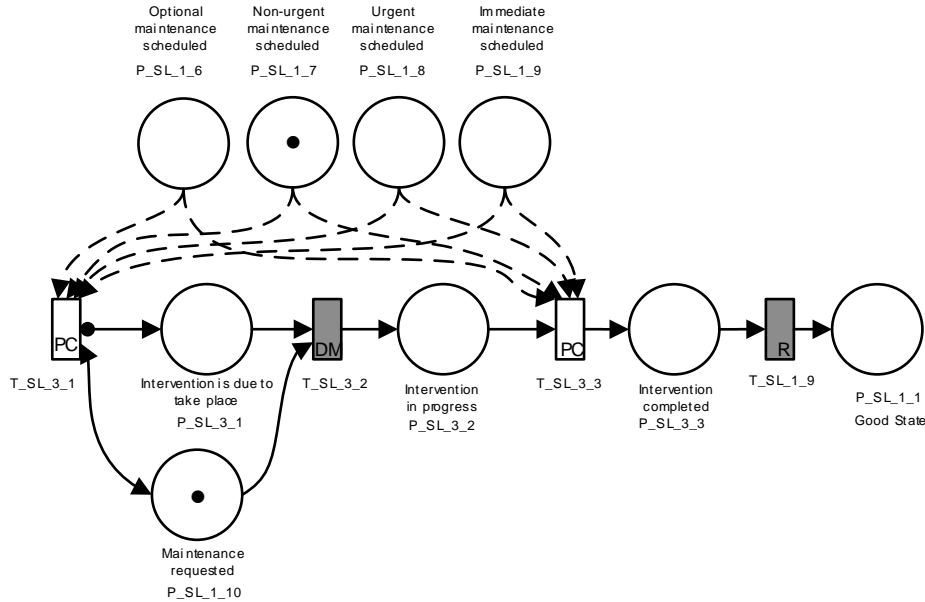 Optional
maintenance
scheduled
P_SL_1_6
Non-urgent
maintenance
scheduled
P_SL_1_7
Urgent
maintenance
scheduled
P_SL_1_8
Immediate
maintenance
scheduled
P_SL_1_9
PC
T_SL_3_1
Intervention is due to
take place
P_SL_3_1
DM
T_SL_3_2
Intervention
in progress
P_SL_3_2
PC
T_SL_3_3
Intervention
completed
P_SL_3_3
R
T_SL_1_9
P_SL_1_1
Good State
Maintenance
requested
P_SL_1_10